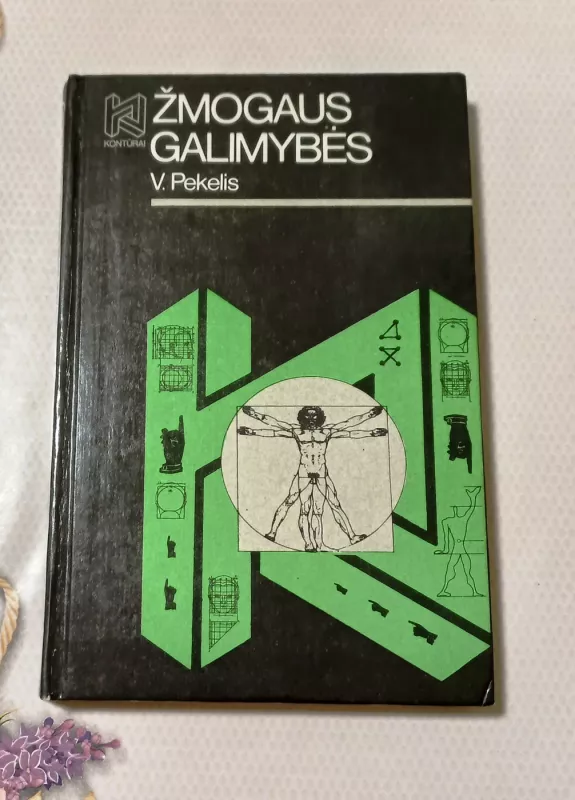 ŽMOGAUS
GALIMYBĖS
KONTŪRAI
V. Pekelis